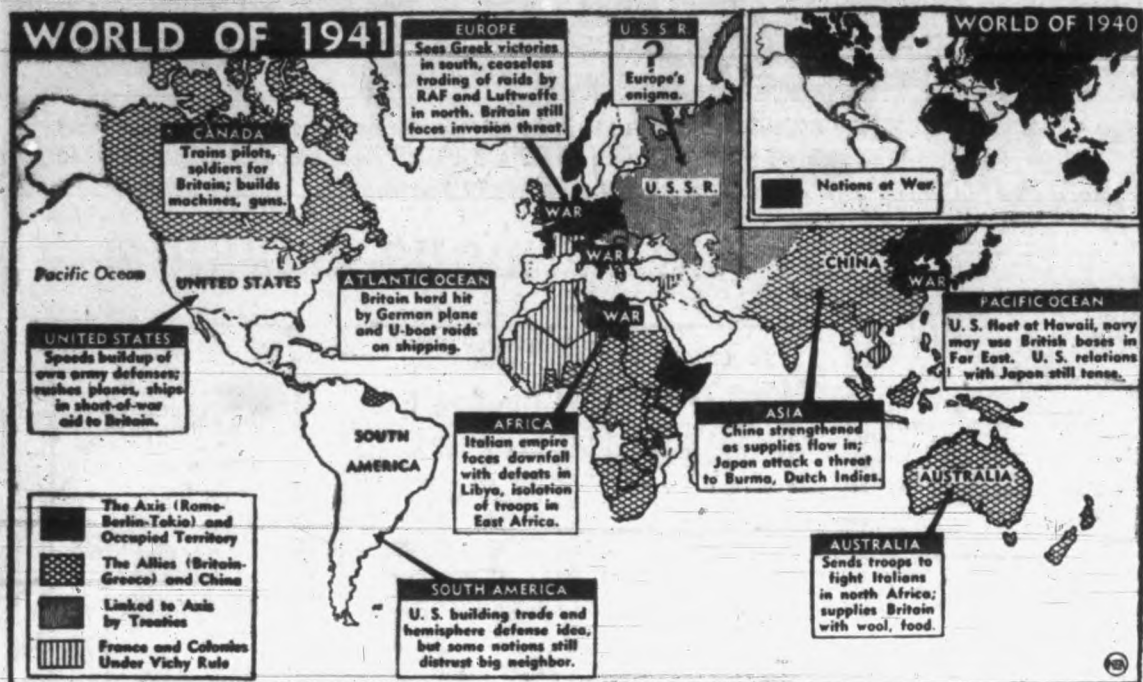 WORLD OF 1941
EUROPE
Sees Greek victories
in south, ceaseless
trading of raids by
RAF and Luftwaffe
in north. Britain still
faces invasion threat.
U. S. S. R.
?
Europe's
enigma.
WORLD OF 1940
Nations at War
CANADA
Trains pilots,
soldiers for
Britain; builds
machines, guns.
U. S. S. R.
WAR
WAR
WAR
CHINA
WAR
Pacific Ocean
UNITED STATES
ATLANTIC OCEAN
Britain hard hit
by German plane
and U-boat raids
on shipping.
PACIFIC OCEAN
U. S. fleet at Hawaii, navy
may use British bases in
Far East. U. S. relations
with Japan still tense.
UNITED STATES
Speeds buildup of
own army defenses;
rushes planes, ships
in short-of-war
aid to Britain.
SOUTH
AMERICA
AFRICA
Italian empire
faces downfall
with defeats in
Libya, isolation
of troops in
East Africa.
ASIA
China strengthened
as supplies flow in;
Japan attack a threat
to Burma, Dutch Indies.
AUSTRALIA
AUSTRALIA
Sends troops to
fight Italians
in north Africa;
supplies Britain
with wool, food.
SOUTH AMERICA
U. S. building trade and
hemisphere defense idea,
but some nations still
distrust big neighbor.
The Axis (Rome-
Berlin-Tokio) and
Occupied Territory
The Allies (Britain-
Greece) and China
Linked to Axis
by Treaties
France and Colonies
Under Vichy Rule
NEA